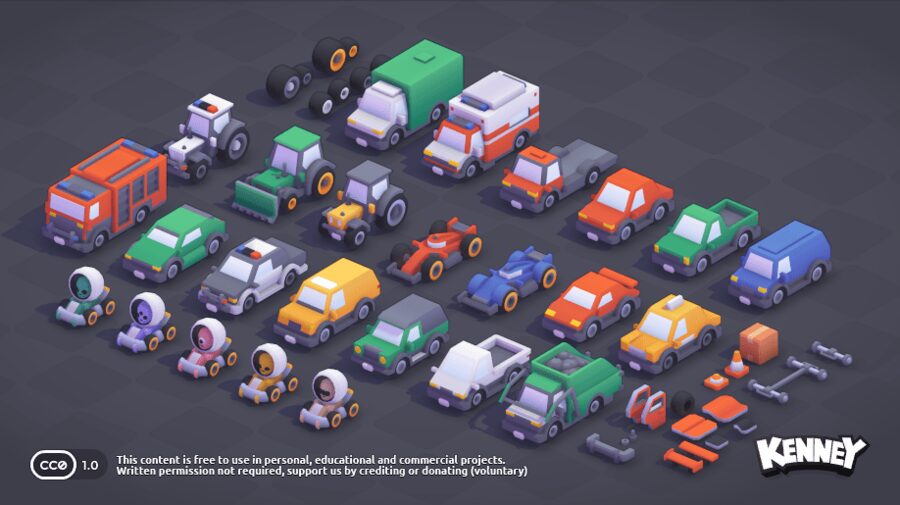 CC0 1.0
This content is free to use in personal, educational and commercial projects.
Written permission not required, support us by crediting or donating (voluntary)
KENNEY